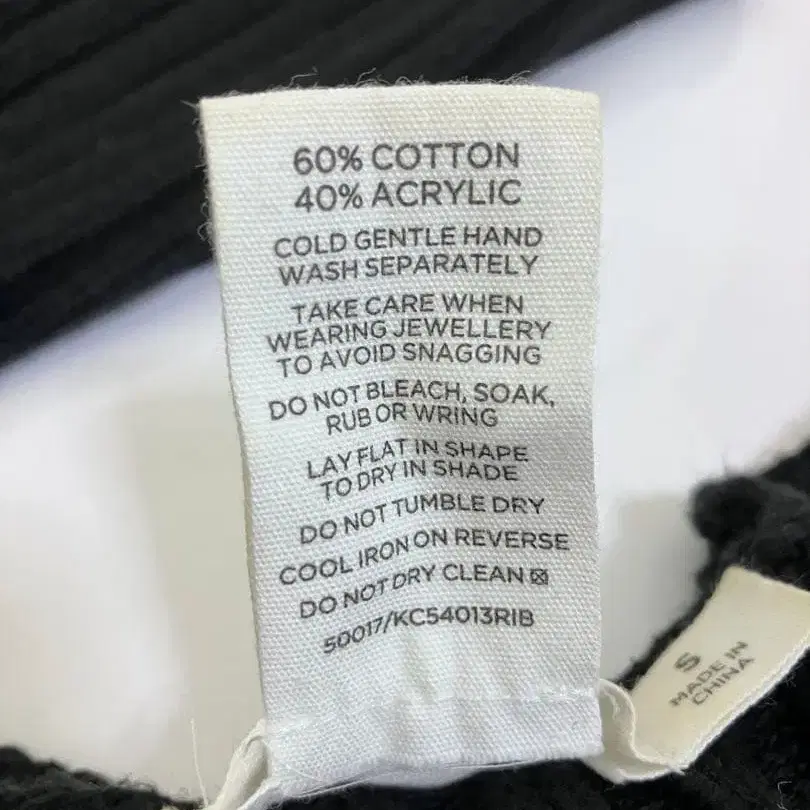 60% COTTON
40% ACRYLIC
COLD GENTLE HAND
WASH SEPARATELY
TAKE CARE WHEN
WEARING JEWELLERY
TO AVOID SNAGGING
DO NOT BLEACH, SOAK,
RUB OR WRING
LAY FLAT IN SHAPE
TO DRY IN SHADE
DO NOT TUMBLE DRY
COOL IRON ON REVERSE
DO NOT DRY CLEAN
50017/KC54013RIB
S
MADE IN
CHINA